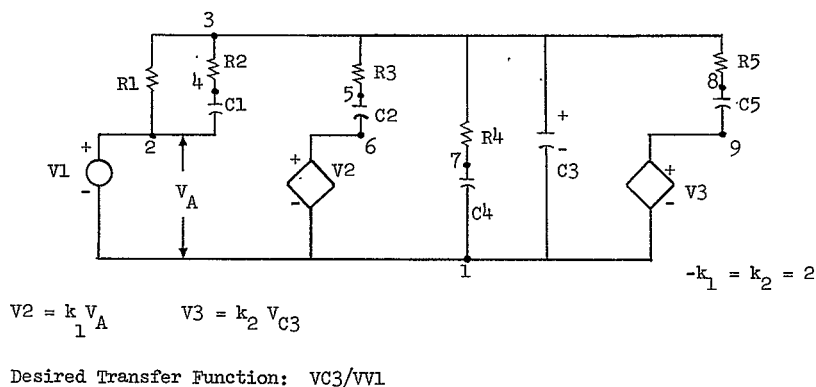 3
R2
R3
R5
8
4
R1
5
C1
C2
C5
+
R4
2
6
7
-
C3
9
+
V1
-
V
A
+
V2
-
C4
+
V3
-
1
-k1 = k2 = 2
V2 = k1 VA V3 = k2 VC3
Desired Transfer Function: VC3/VV1